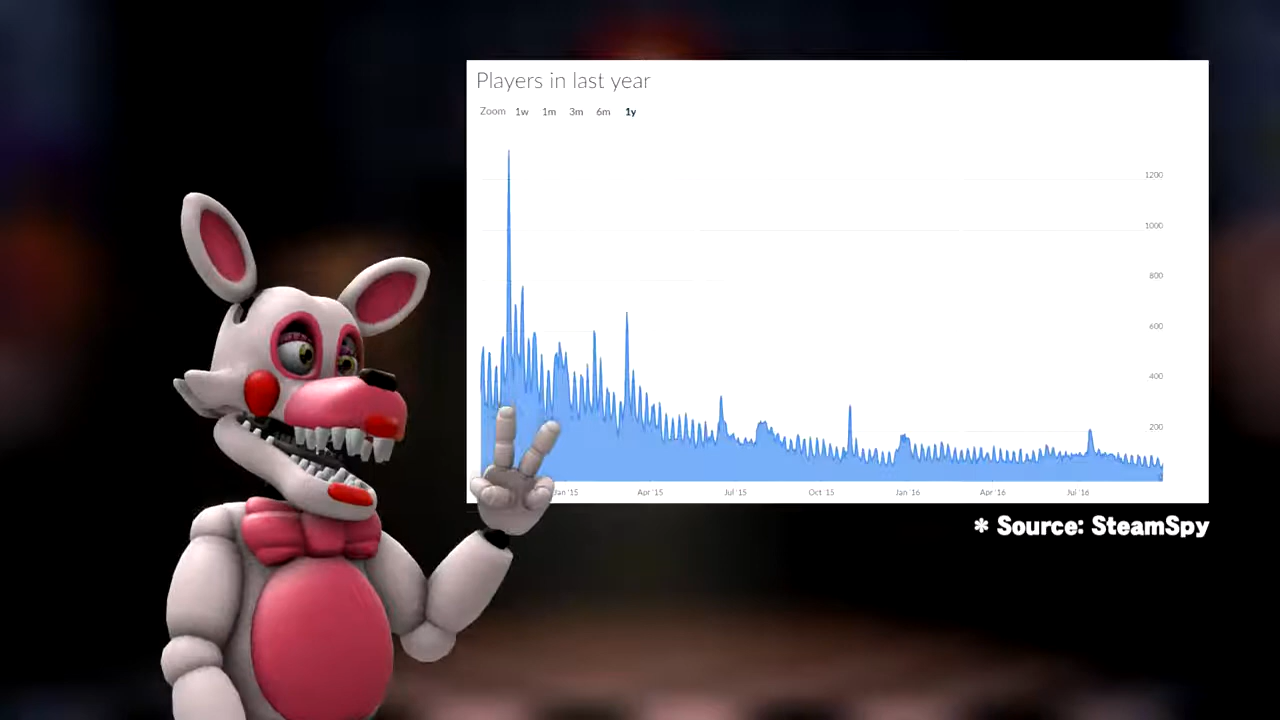 Players in last year
Zoom 1w 1m 3m 6m 1y
1200
1000
800
600
400
200
0
Jan '15 Apr '15 Jul '15 Oct '15 Jan '16 Apr '16 Jul '16
* Source: SteamSpy